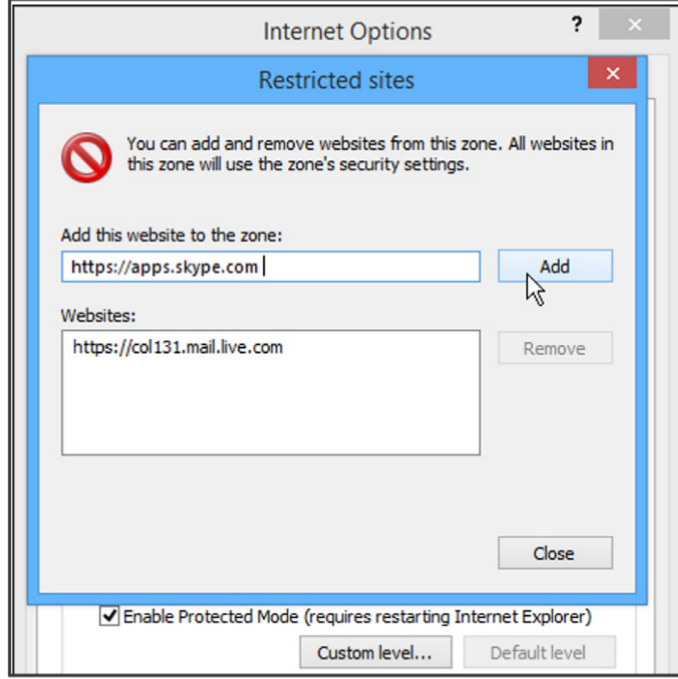 Internet Options
?
Restricted sites
You can add and remove websites from this zone. All websites in
this zone will use the zone's security settings.
Add this website to the zone:
https://apps.skype.com
Add
Websites:
https://col131.mail.live.com
Remove
Close
Enable Protected Mode (requires restarting Internet Explorer)
Custom level...
Default level